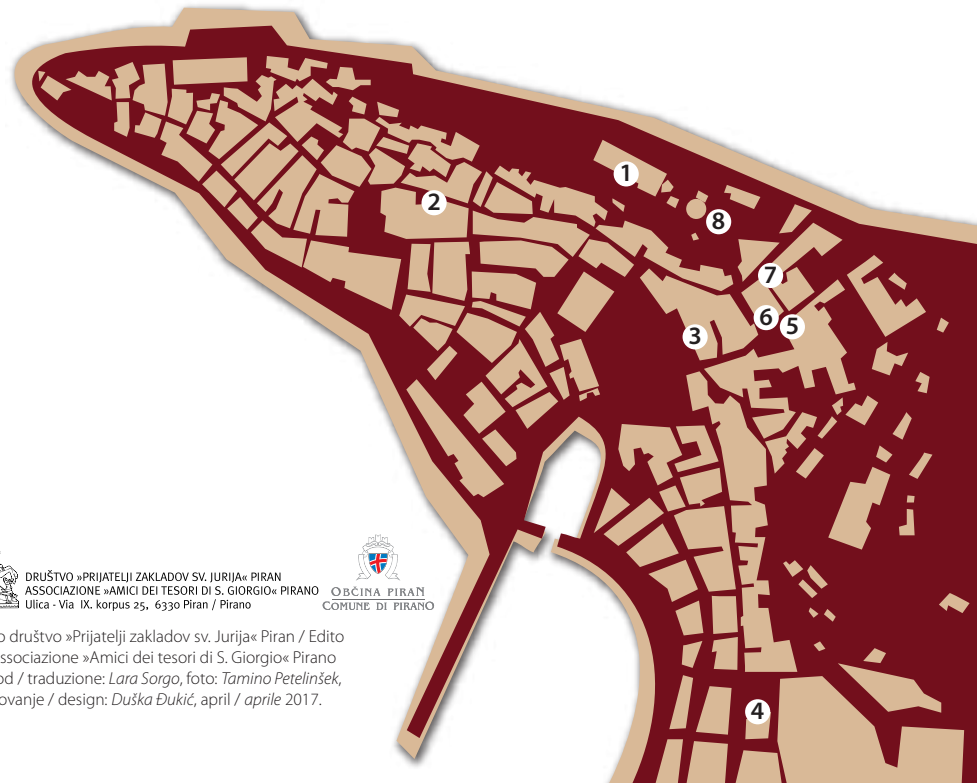 1
2
8
7
6
5
3
DRUŠTVO »PRIJATELJI ZAKLADOV SV. JURIJA« PIRAN
ASSOCIAZIONE »AMICI DEI TESORI DI S. GIORGIO« PIRANO
Ulica - Via IX. korpus 25, 6330 Piran / Pirano
OBČINA PIRAN
COMUNE DI PIRANO
o društvo »Prijatelji zakladov sv. Jurija« Piran / Edito
ssociazione »Amici dei tesori di S. Giorgio« Pirano
od / traduzione: Lara Sorgo, foto: Tamino Petelinšek,
ovanje / design: Duška Đukić, april / aprile 2017.
4